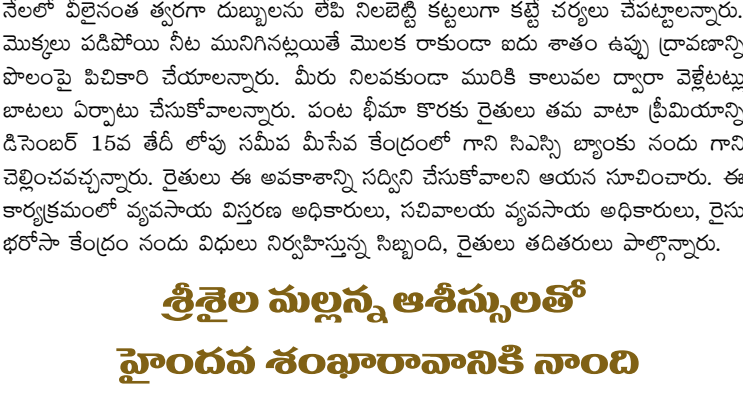 నేలలో వీలైనంత త్వరగా దుబ్బులను లేపి నిలబెట్టి కట్టలుగా కట్టే చర్యలు చేపట్టాలన్నారు.
మొక్కలు పడిపోయి నీట మునిగినట్లయితే మొలక రాకుండా ఐదు శాతం ఉప్పు ద్రావణాన్ని
పొలంపై పిచికారి చేయాలన్నారు. మీరు నిలవకుండా మురికి కాలువల ద్వారా వెళ్లేటట్లు
బాటలు ఏర్పాటు చేసుకోవాలన్నారు. పంట భీమా కొరకు రైతులు తమ వాటా ప్రీమియాన్ని
డిసెంబర్ 15వ తేదీ లోపు సమీప మీసేవ కేంద్రంలో గాని సిఎస్సి బ్యాంకు నందు గాని
చెల్లించవచ్చన్నారు. రైతులు ఈ అవకాశాన్ని సద్విని చేసుకోవాలని ఆయన సూచించారు. ఈ
కార్యక్రమంలో వ్యవసాయ విస్తరణ అధికారులు, సచివాలయ వ్యవసాయ అధికారులు, రైసు
భరోసా కేంద్రం నందు విధులు నిర్వహిస్తున్న సిబ్బంది, రైతులు తదితరులు పాల్గొన్నారు.
శ్రీశైల మల్లన్న ఆశీస్సులతో
హైందవ శంఖారావానికి నాంది